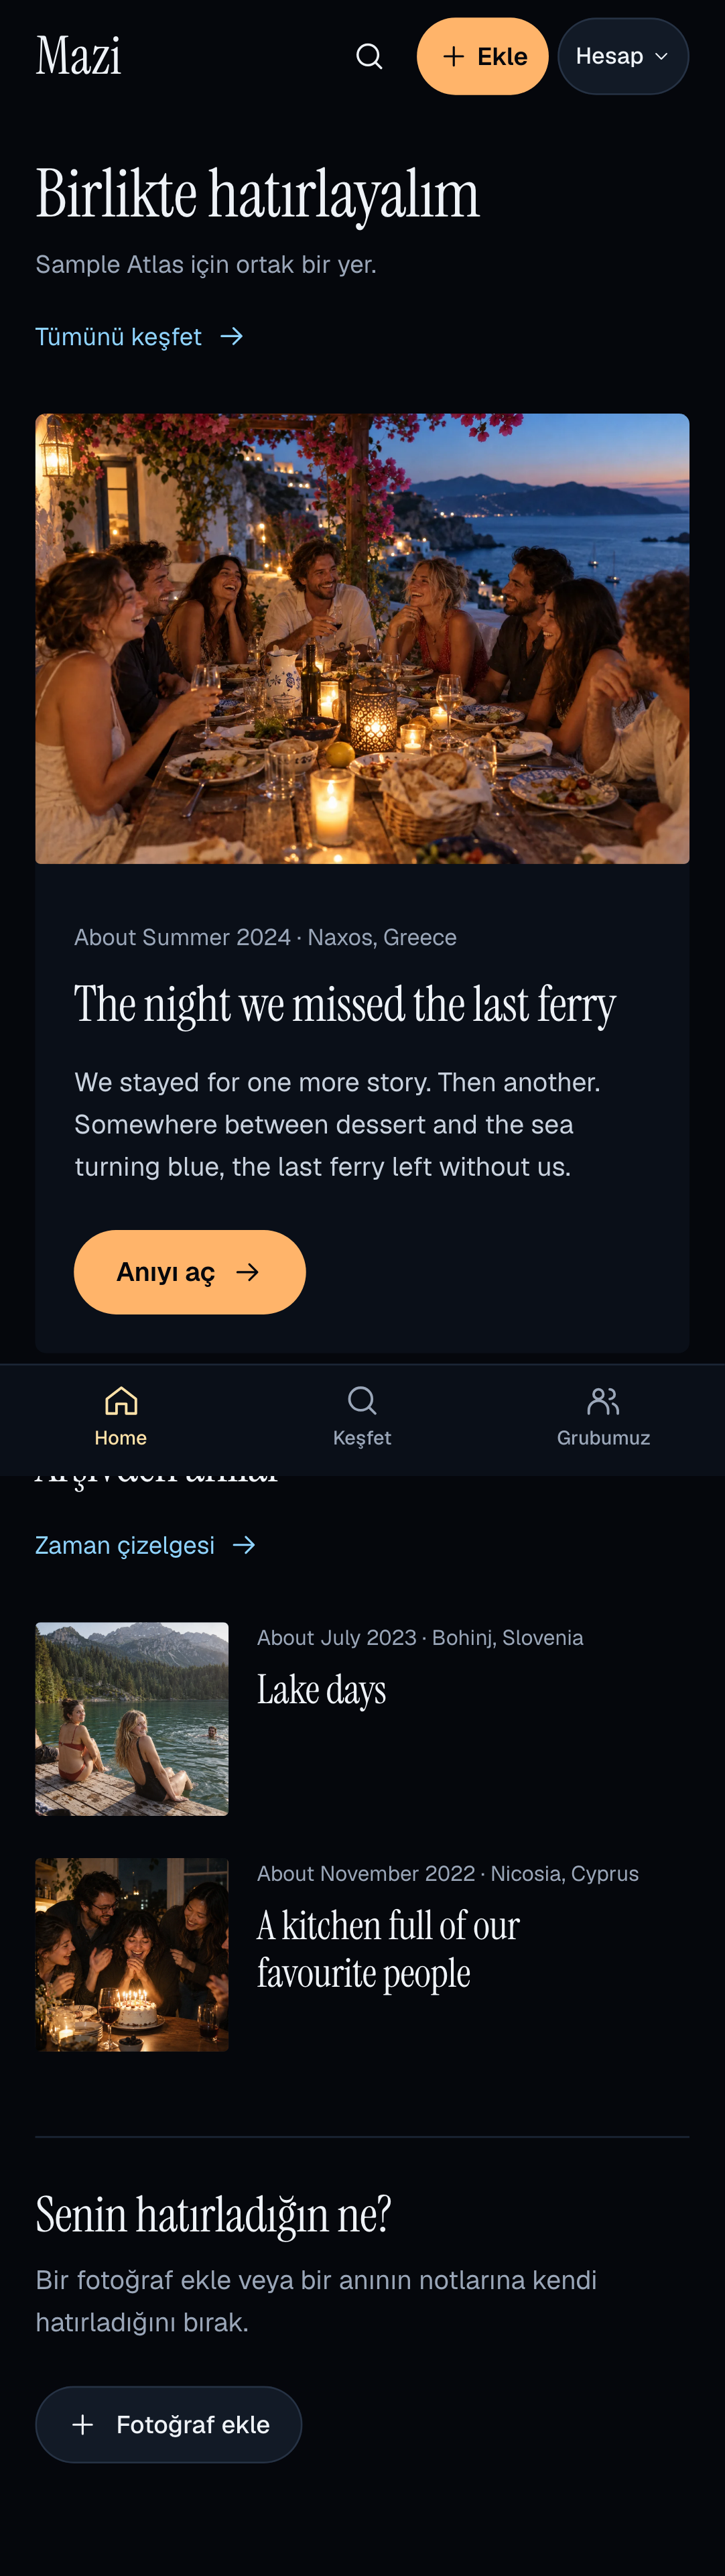 Mazi
Ekle
Hesap
Birlikte hatırlayalım
Sample Atlas için ortak bir yer.
Tümünü keşfet
About Summer 2024 · Naxos, Greece
The night we missed the last ferry
We stayed for one more story. Then another.
Somewhere between dessert and the sea
turning blue, the last ferry left without us.
Anıyı aç
Home
Keşfet
Grubumuz
Zaman çizelgesi
About July 2023 · Bohinj, Slovenia
Lake days
About November 2022 · Nicosia, Cyprus
A kitchen full of our
favourite people
Senin hatırladığın ne?
Bir fotoğraf ekle veya bir anının notlarına kendi
hatırladığını bırak.
Fotoğraf ekle